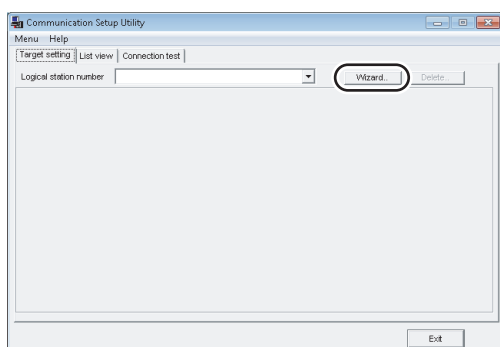 Communication Setup Utility
Menu Help
Target setting List view Connection test
Logical station number Wizard... Delete...
Exit